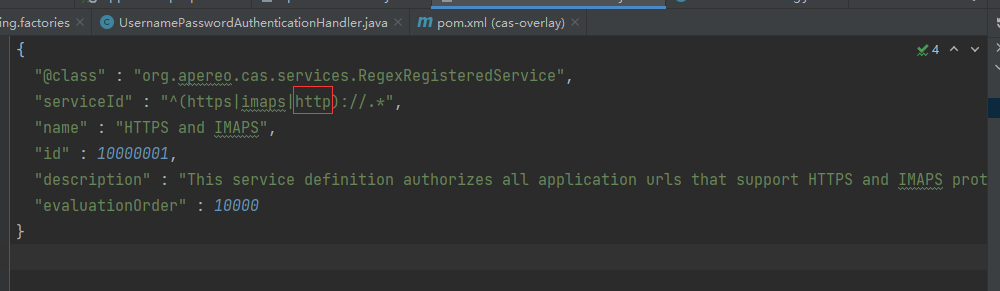 ing.factories × UsernamePasswordAuthenticationHandler.java × pom.xml (cas-overlay) ×
{
"@class" : "org.apereo.cas.services.RegexRegisteredService",
"serviceId" : "^(https|imaps|http)://.*",
"name" : "HTTPS and IMAPS",
"id" : 10000001,
"description" : "This service definition authorizes all application urls that support HTTPS and IMAPS prot
"evaluationOrder" : 10000
}
4